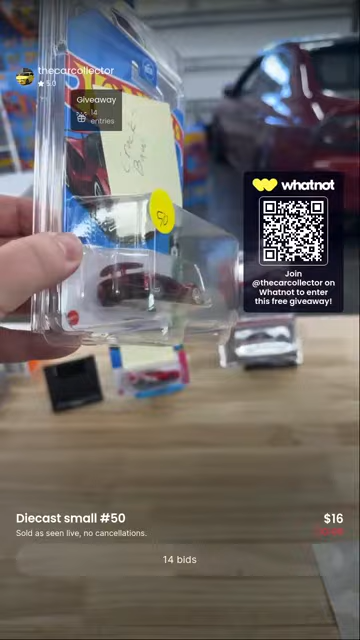 thecarcollector
★ 5.0
Giveaway
14
entries
50
whatnot
Join
@thecarcollector on
Whatnot to enter
this free giveaway!
Diecast small #50
$16
Sold as seen live, no cancellations.
14 bids